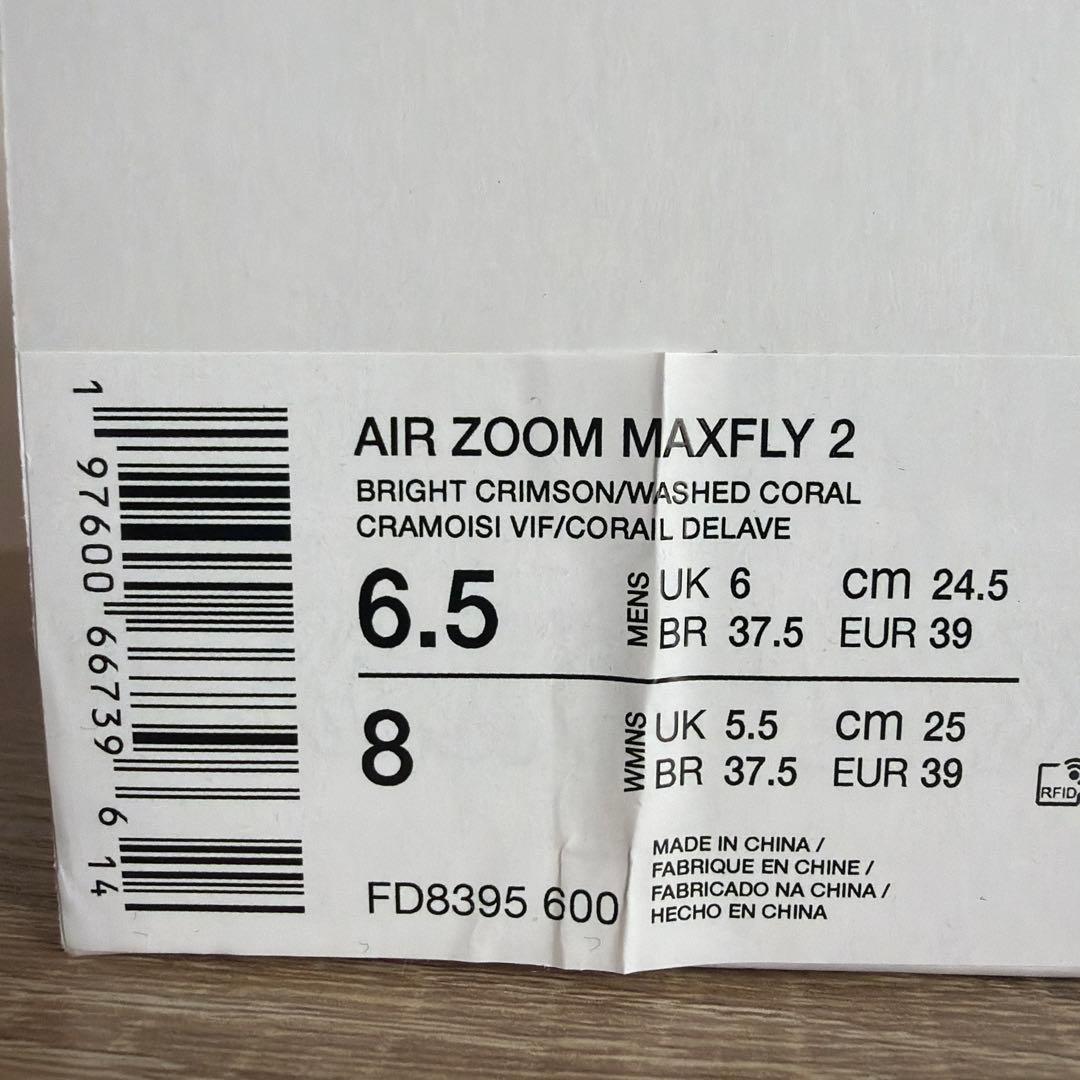 AIR ZOOM MAXFLY 2
BRIGHT CRIMSON/WASHED CORAL
CRAMOISI VIF/CORAIL DELAVE
6.5 MENS UK 6 cm 24.5
BR 37.5 EUR 39
8 WMNS UK 5.5 cm 25
BR 37.5 EUR 39
RFID
MADE IN CHINA /
FABRIQUE EN CHINE /
FABRICADO NA CHINA /
HECHO EN CHINA
FD8395 600
1 97600 66739 6 14